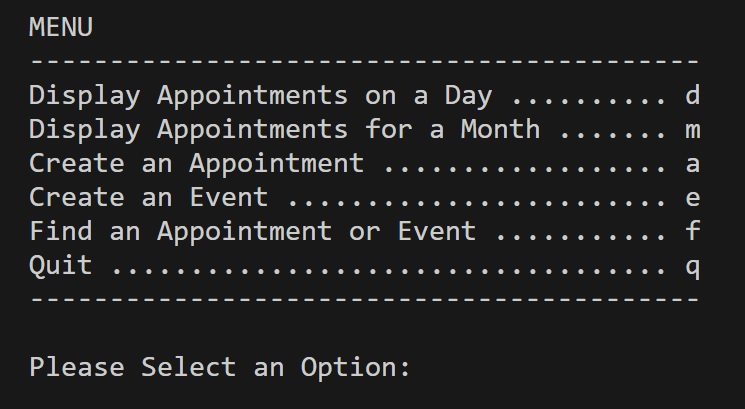 MENU
------------------------------------------
Display Appointments on a Day .......... d
Display Appointments for a Month ....... m
Create an Appointment .................. a
Create an Event ........................ e
Find an Appointment or Event ........... f
Quit ................................... q
------------------------------------------
Please Select an Option: